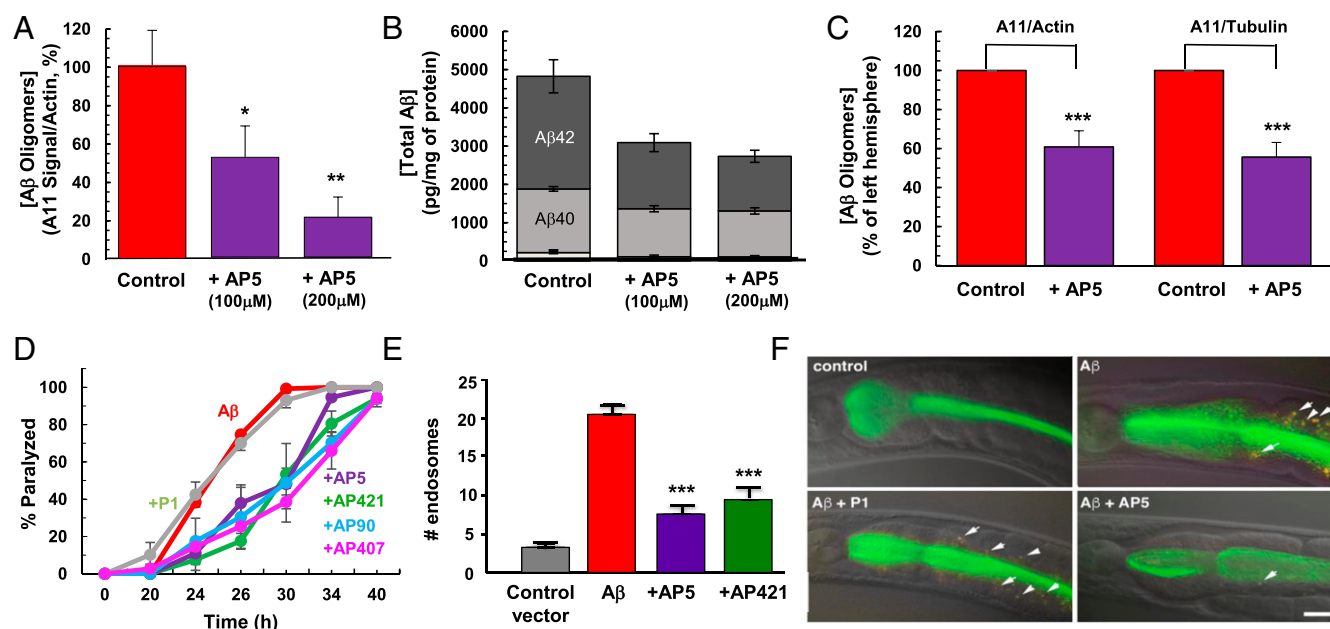 A
[Aβ Oligomers]
(A11 Signal/Actin, %)
120
100
80
60
40
20
0
*
**
Control
+ AP5
(100µM)
+ AP5
(200µM)
B
[Total Aβ]
(pg/mg of protein)
6000
5000
4000
3000
2000
1000
0
Aβ42
Aβ40
Control
+ AP5
(100µM)
+ AP5
(200µM)
C
[Aβ Oligomers]
(% of left hemisphere)
120
100
80
60
40
20
0
A11/Actin
A11/Tubulin
***
***
Control
+ AP5
Control
+ AP5
D
% Paralyzed
100
80
60
40
20
0
Aβ
+P1
+AP5
+AP421
+AP90
+AP407
0 20 24 26 30 34 40
Time (h)
E
# endosomes
25
20
15
10
5
0
***
***
Control
vector
Aβ
+AP5
+AP421
F
control
Aβ
Aβ + P1
Aβ + AP5